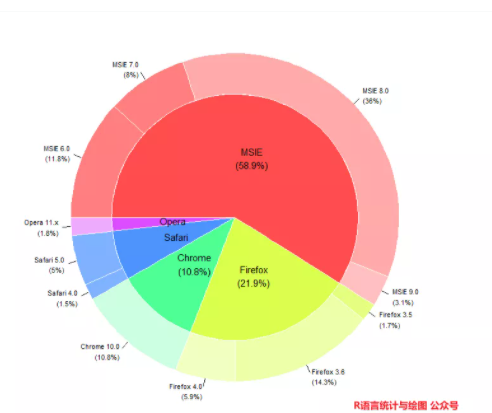 MSIE 7.0
(8%)
MSIE 8.0
(36%)
MSIE 6.0
(11.8%)
MSIE
(58.9%)
Opera 11.x
(1.8%)
Opera
Safari
Safari 5.0
(5%)
Chrome
(10.8%)
Firefox
(21.9%)
Safari 4.0
(1.5%)
MSIE 9.0
(3.1%)
Firefox 3.5
(1.7%)
Chrome 10.0
(10.8%)
Firefox 3.6
(14.3%)
Firefox 4.0
(5.9%)
R语言统计与绘图 公众号